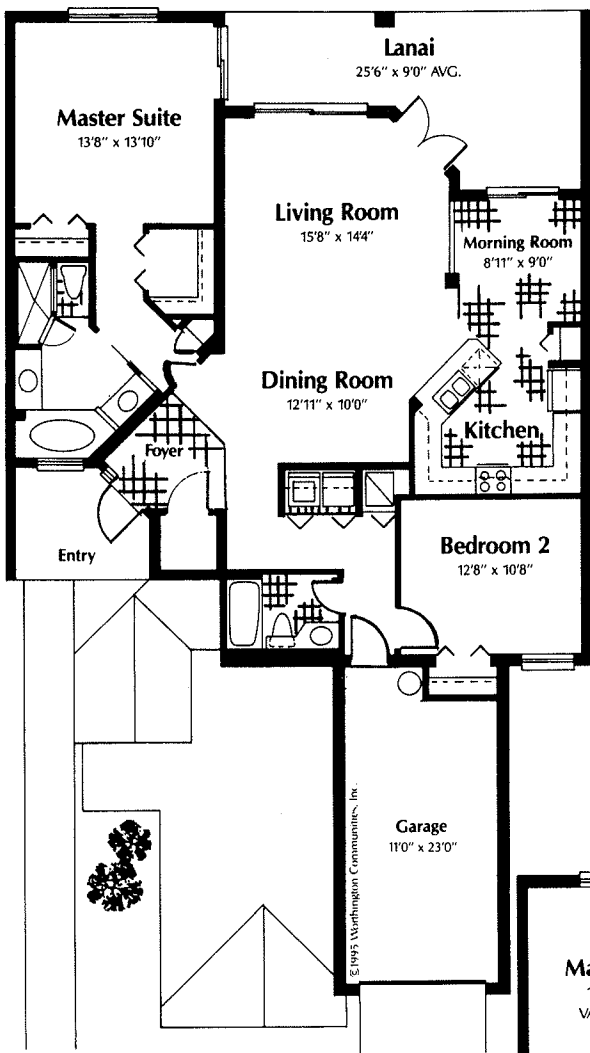 Lanai
25'6" x 9'0" AVG.
Master Suite
13'8" x 13'10"
Living Room
15'8" x 14'4"
Morning Room
8'11" x 9'0"
Dining Room
12'11" x 10'0"
Kitchen
Foyer
Entry
Bedroom 2
12'8" x 10'8"
Garage
11'0" x 23'0"
©1995 Worthington Communities, Inc.
Ma